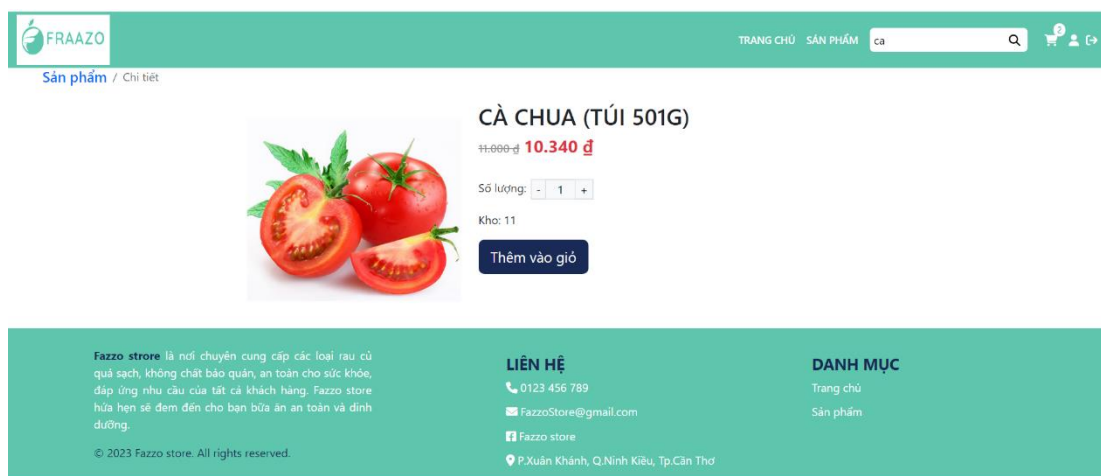 FRAAZO
TRANG CHỦ SẢN PHẨM ca 2
Sản phẩm / Chi tiết
CÀ CHUA (TÚI 501G)
11.000 ₫ 10.340 ₫
Số lượng: - 1 +
Kho: 11
Thêm vào giỏ
Fazzo strore là nơi chuyên cung cấp các loại rau củ
quả sạch, không chất bảo quản, an toàn cho sức khỏe,
đáp ứng nhu cầu của tất cả khách hàng. Fazzo store
hứa hẹn sẽ đem đến cho bạn bữa ăn an toàn và dinh
dưỡng.
© 2023 Fazzo store. All rights reserved.
LIÊN HỆ
0123 456 789
FazzoStore@gmail.com
Fazzo store
P.Xuân Khánh, Q.Ninh Kiều, Tp.Cần Thơ
DANH MỤC
Trang chủ
Sản phẩm